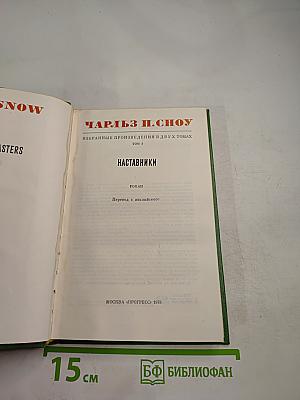 SNOW
ASTERS
ЧАРЛЬЗ П. СНОУ
ИЗБРАННЫЕ ПРОИЗВЕДЕНИЯ В ДВУХ ТОМАХ
НАСТАВНИКИ
РОМАН
Перевод с английского
МОСКВА «ПРОГРЕСС»
15 см
БФ БИБЛИОФАН